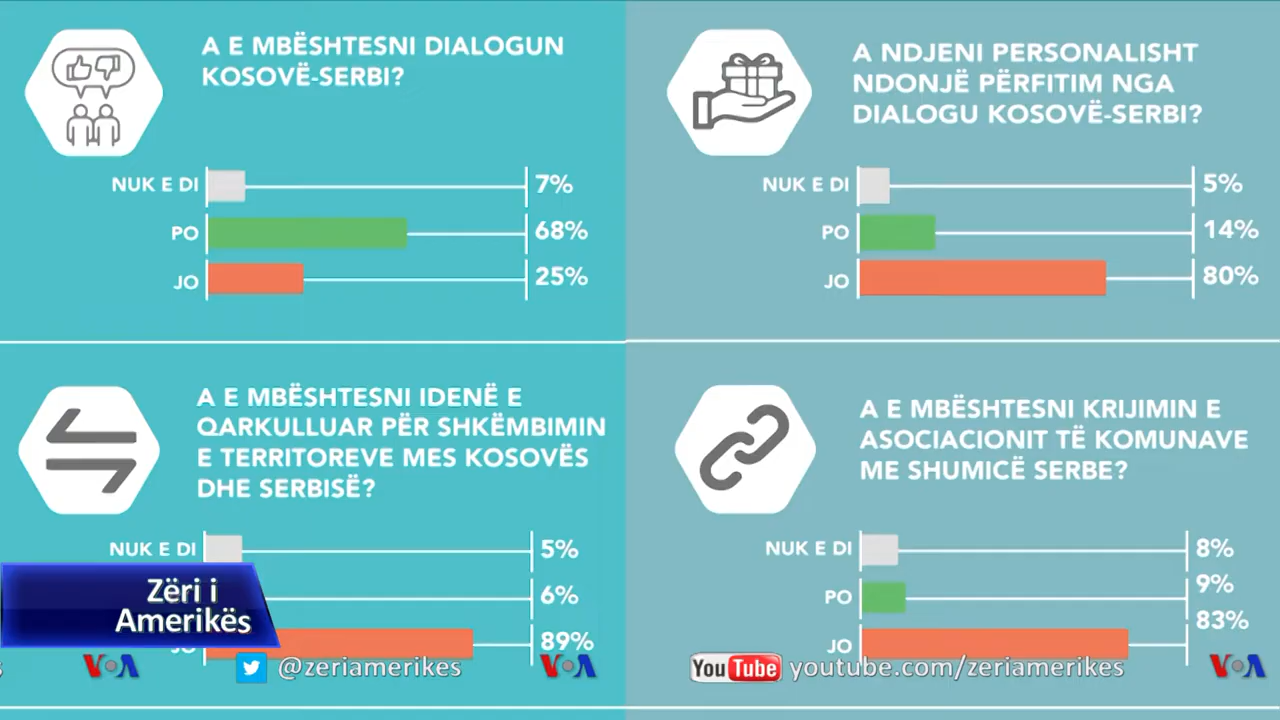 A E MBËSHTESNI DIALOGUN
KOSOVË-SERBI?
NUK E DI 7%
PO 68%
JO 25%
A NDJENI PERSONALISHT
NDONJË PËRFITIM NGA
DIALOGU KOSOVË-SERBI?
NUK E DI 5%
PO 14%
JO 80%
A E MBËSHTESNI IDENË E
QARKULLUAR PËR SHKËMBIMIN
E TERRITOREVE MES KOSOVËS
DHE SERBISË?
NUK E DI 5%
6%
JO 89%
A E MBËSHTESNI KRIJIMIN E
ASOCIACIONIT TË KOMUNAVE
ME SHUMICË SERBE?
NUK E DI 8%
PO 9%
JO 83%
Zëri i
Amerikës
VOA @zeriamerikes VOA YouTube youtube.com/zeriamerikes VOA